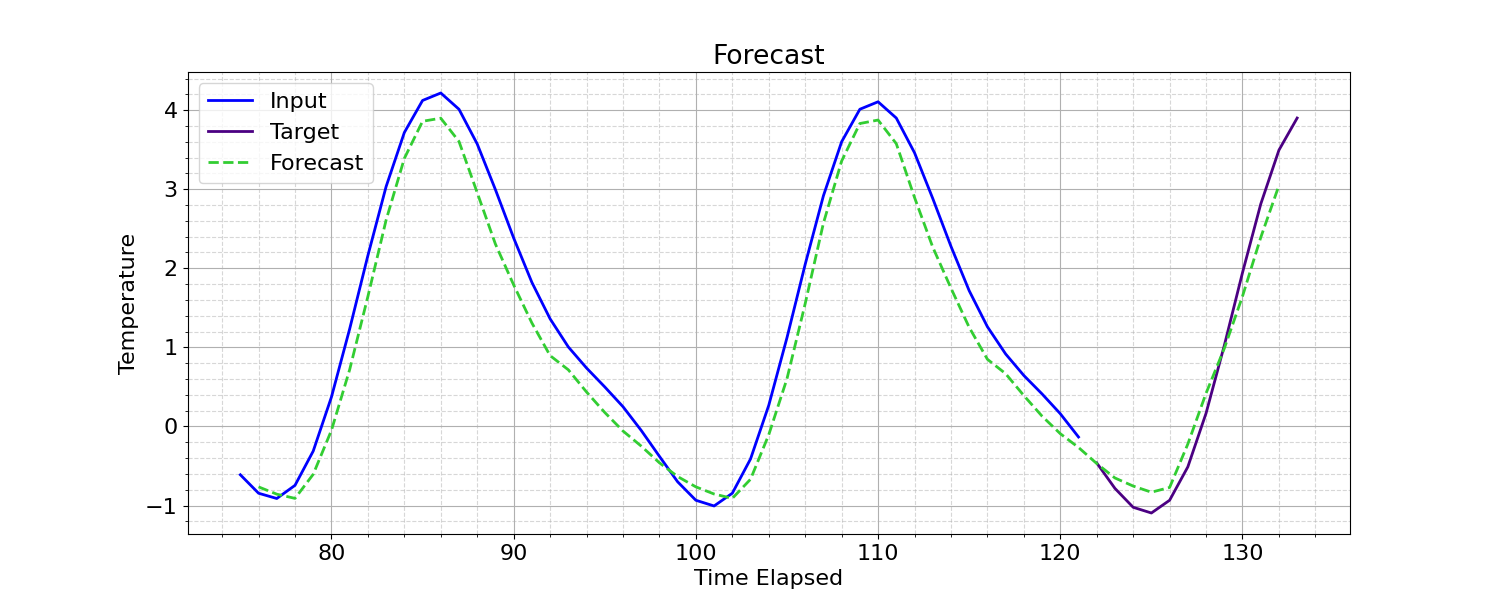 Forecast
Input
Target
Forecast
Temperature
4
3
2
1
0
−1
80 90 100 110 120 130
Time Elapsed